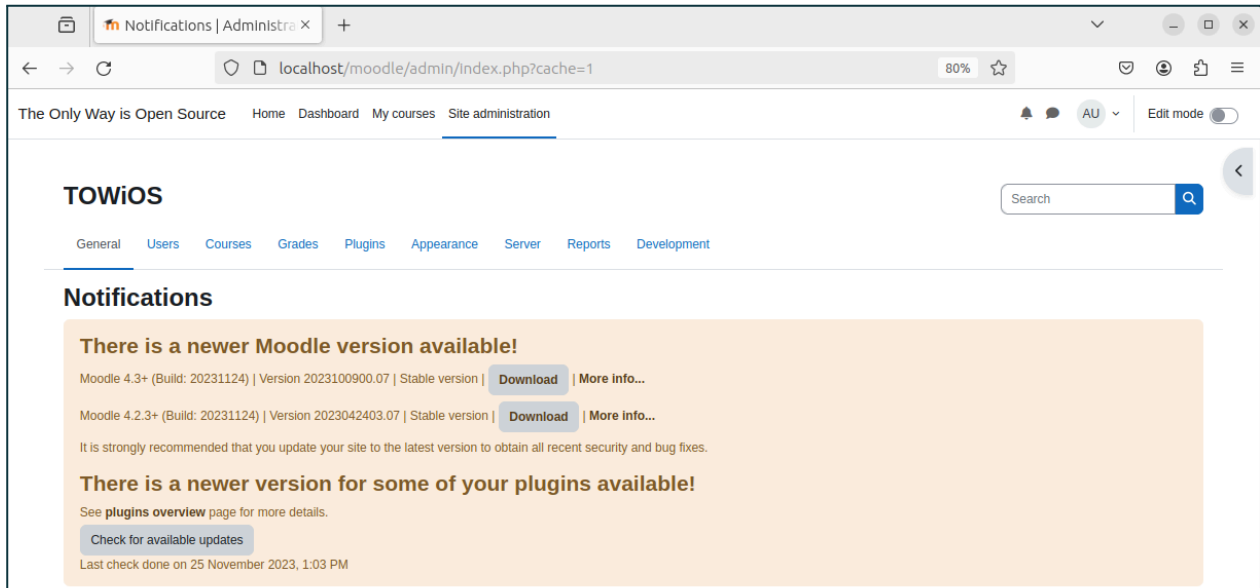 Notifications | Administra
localhost/moodle/admin/index.php?cache=1 80%
The Only Way is Open Source Home Dashboard My courses Site administration AU Edit mode
TOWiOS
Search
General Users Courses Grades Plugins Appearance Server Reports Development
Notifications
There is a newer Moodle version available!
Moodle 4.3+ (Build: 20231124) | Version 2023100900.07 | Stable version | Download | More info...
Moodle 4.2.3+ (Build: 20231124) | Version 2023042403.07 | Stable version | Download | More info...
It is strongly recommended that you update your site to the latest version to obtain all recent security and bug fixes.
There is a newer version for some of your plugins available!
See plugins overview page for more details.
Check for available updates
Last check done on 25 November 2023, 1:03 PM